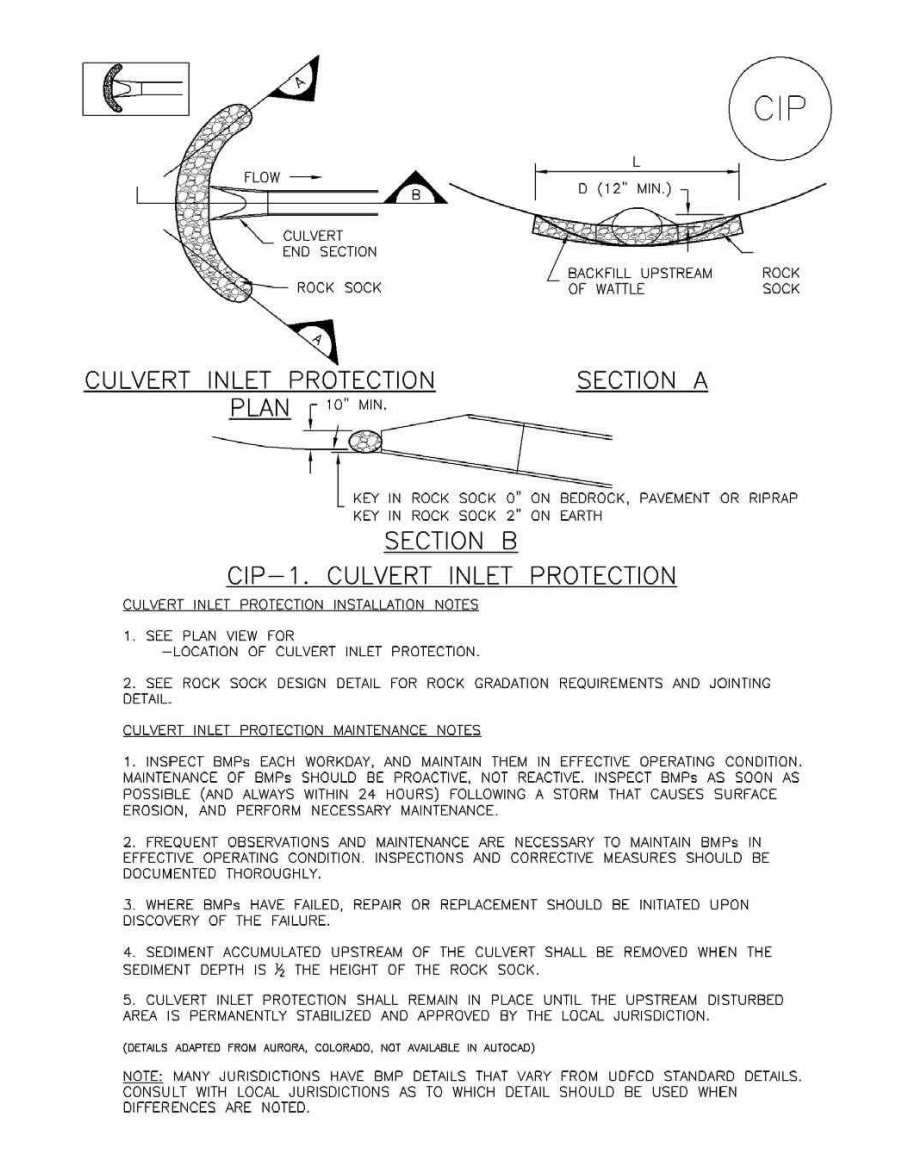 A
CIP
L
FLOW
D (12" MIN.)
B
CULVERT
END SECTION
BACKFILL UPSTREAM
OF WATTLE
ROCK
SOCK
ROCK SOCK
A
CULVERT INLET PROTECTION
PLAN
SECTION A
10" MIN.
KEY IN ROCK SOCK 0" ON BEDROCK, PAVEMENT OR RIPRAP
KEY IN ROCK SOCK 2" ON EARTH
SECTION B
CIP-1. CULVERT INLET PROTECTION
CULVERT INLET PROTECTION INSTALLATION NOTES
1. SEE PLAN VIEW FOR
-LOCATION OF CULVERT INLET PROTECTION.
2. SEE ROCK SOCK DESIGN DETAIL FOR ROCK GRADATION REQUIREMENTS AND JOINTING
DETAIL.
CULVERT INLET PROTECTION MAINTENANCE NOTES
1. INSPECT BMPs EACH WORKDAY, AND MAINTAIN THEM IN EFFECTIVE OPERATING CONDITION.
MAINTENANCE OF BMPs SHOULD BE PROACTIVE, NOT REACTIVE. INSPECT BMPs AS SOON AS
POSSIBLE (AND ALWAYS WITHIN 24 HOURS) FOLLOWING A STORM THAT CAUSES SURFACE
EROSION, AND PERFORM NECESSARY MAINTENANCE.
2. FREQUENT OBSERVATIONS AND MAINTENANCE ARE NECESSARY TO MAINTAIN BMPs IN
EFFECTIVE OPERATING CONDITION. INSPECTIONS AND CORRECTIVE MEASURES SHOULD BE
DOCUMENTED THOROUGHLY.
3. WHERE BMPs HAVE FAILED, REPAIR OR REPLACEMENT SHOULD BE INITIATED UPON
DISCOVERY OF THE FAILURE.
4. SEDIMENT ACCUMULATED UPSTREAM OF THE CULVERT SHALL BE REMOVED WHEN THE
SEDIMENT DEPTH IS ½ THE HEIGHT OF THE ROCK SOCK.
5. CULVERT INLET PROTECTION SHALL REMAIN IN PLACE UNTIL THE UPSTREAM DISTURBED
AREA IS PERMANENTLY STABILIZED AND APPROVED BY THE LOCAL JURISDICTION.
(DETAILS ADAPTED FROM AURORA, COLORADO, NOT AVAILABLE IN AUTOCAD)
NOTE: MANY JURISDICTIONS HAVE BMP DETAILS THAT VARY FROM UDFCD STANDARD DETAILS.
CONSULT WITH LOCAL JURISDICTIONS AS TO WHICH DETAIL SHOULD BE USED WHEN
DIFFERENCES ARE NOTED.